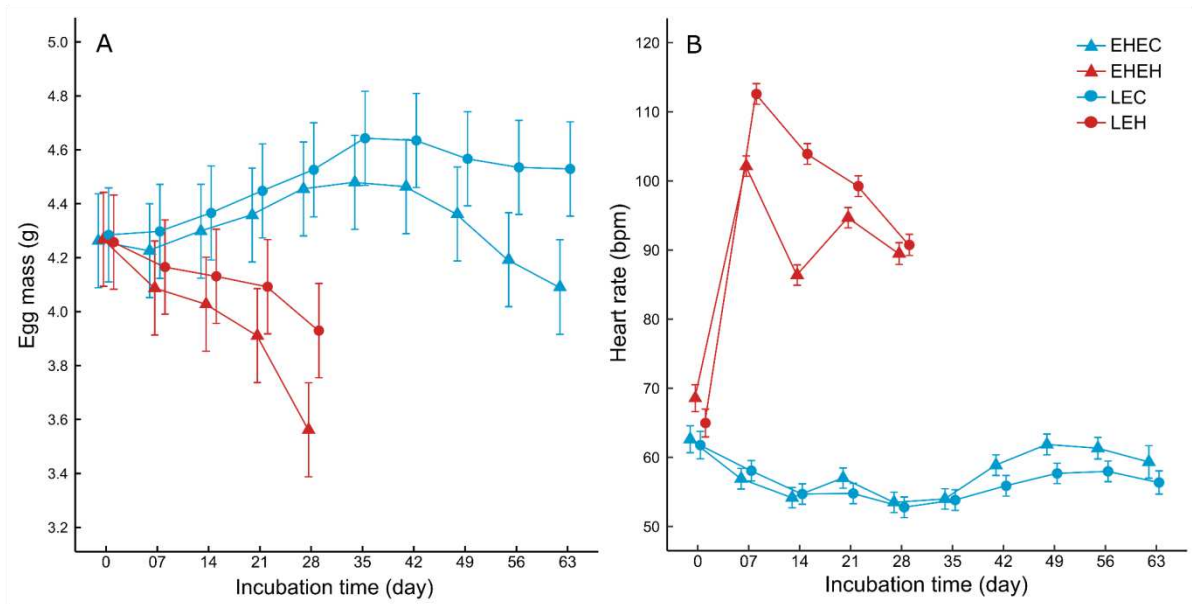 A
Egg mass (g)
5.0
4.8
4.6
4.4
4.2
4.0
3.8
3.6
3.4
3.2
0 07 14 21 28 35 42 49 56 63
Incubation time (day)
B
EHEC
EHEH
LEC
LEH
Heart rate (bpm)
120
110
100
90
80
70
60
50
0 07 14 21 28 35 42 49 56 63
Incubation time (day)